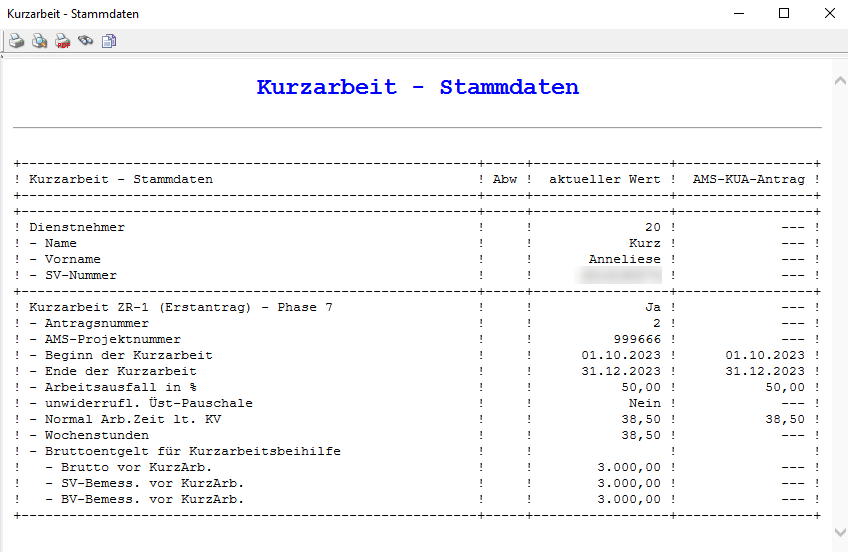 Kurzarbeit - Stammdaten
Kurzarbeit - Stammdaten
+---------------------------------------------------------+-----+-----------------+-----------------+
! Kurzarbeit - Stammdaten                                 ! Abw !  aktueller Wert !  AMS-KUA-Antrag !
+---------------------------------------------------------+-----+-----------------+-----------------+
+---------------------------------------------------------+-----+-----------------+-----------------+
! Dienstnehmer                                            !     !              20 !             --- !
! - Name                                                  !     !            Kurz !             --- !
! - Vorname                                               !     !       Anneliese !             --- !
! - SV-Nummer                                             !     !                 !             --- !
+---------------------------------------------------------+-----+-----------------+-----------------+
! Kurzarbeit ZR-1 (Erstantrag) - Phase 7                  !     !              Ja !             --- !
! - Antragsnummer                                         !     !               2 !             --- !
! - AMS-Projektnummer                                     !     !          999666 !             --- !
! - Beginn der Kurzarbeit                                 !     !      01.10.2023 !      01.10.2023 !
! - Ende der Kurzarbeit                                   !     !      31.12.2023 !      31.12.2023 !
! - Arbeitsausfall in %                                   !     !           50,00 !           50,00 !
! - unwiderrufl. Üst-Pauschale                            !     !            Nein !             --- !
! - Normal Arb.Zeit lt. KV                                !     !           38,50 !           38,50 !
! - Wochenstunden                                         !     !           38,50 !             --- !
! - Bruttoentgelt für Kurzarbeitsbeihilfe                 !     !                 !                 !
!   - Brutto vor KurzArb.                                 !     !        3.000,00 !             --- !
!   - SV-Bemess. vor KurzArb.                             !     !        3.000,00 !             --- !
!   - BV-Bemess. vor KurzArb.                             !     !        3.000,00 !             --- !
+---------------------------------------------------------+-----+-----------------+-----------------+